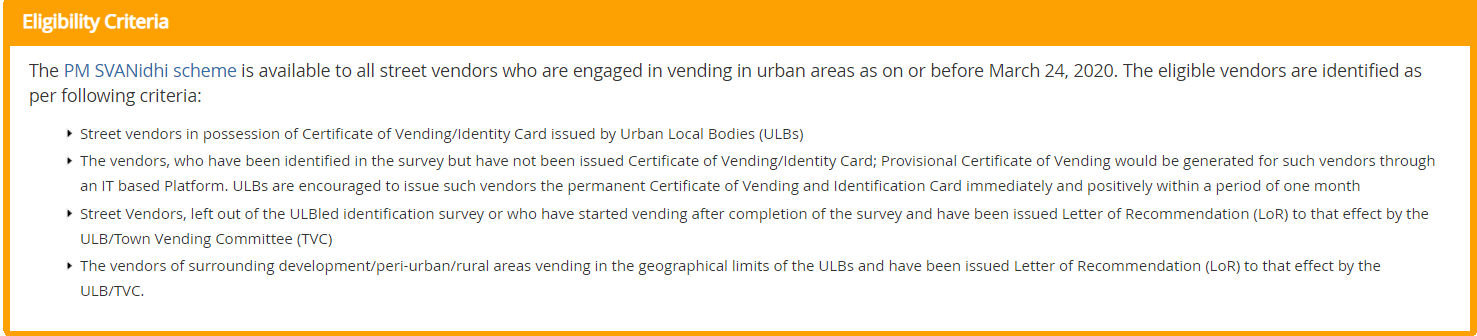 Eligibility Criteria
The PM SVANidhi scheme is available to all street vendors who are engaged in vending in urban areas as on or before March 24, 2020. The eligible vendors are identified as
per following criteria:
Street vendors in possession of Certificate of Vending/Identity Card issued by Urban Local Bodies (ULBs)
The vendors, who have been identified in the survey but have not been issued Certificate of Vending/Identity Card; Provisional Certificate of Vending would be generated for such vendors through
an IT based Platform. ULBs are encouraged to issue such vendors the permanent Certificate of Vending and Identification Card immediately and positively within a period of one month
Street Vendors, left out of the ULBled identification survey or who have started vending after completion of the survey and have been issued Letter of Recommendation (LoR) to that effect by the
ULB/Town Vending Committee (TVC)
The vendors of surrounding development/peri-urban/rural areas vending in the geographical limits of the ULBs and have been issued Letter of Recommendation (LoR) to that effect by the
ULB/TVC.